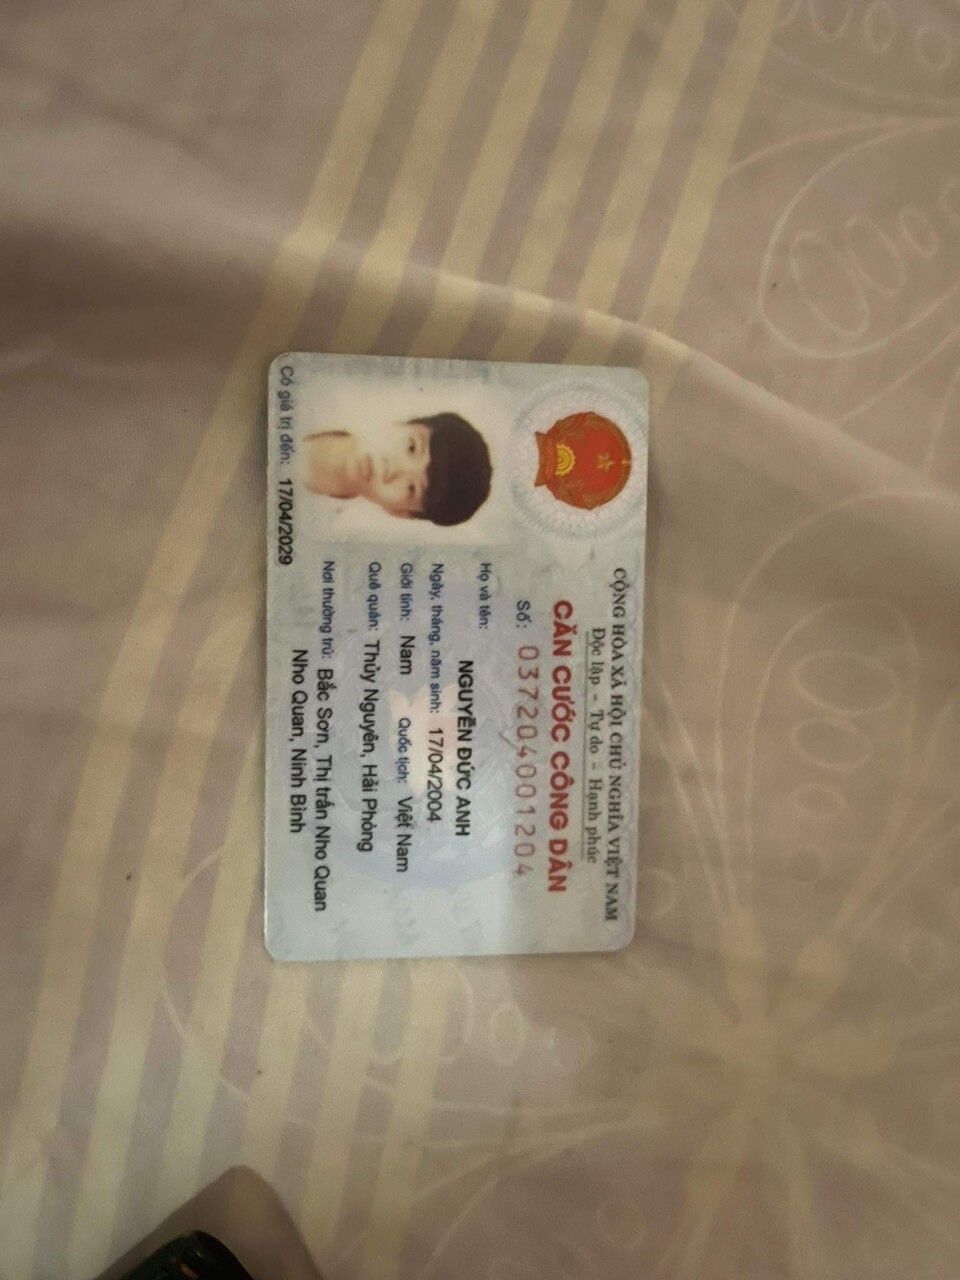 CỘNG HÒA XÃ HỘI CHỦ NGHĨA VIỆT NAM
Độc lập - Tự do - Hạnh phúc
CĂN CƯỚC CÔNG DÂN
Số: 037204001204
Họ và tên:
NGUYỄN ĐỨC ANH
Ngày, tháng, năm sinh: 17/04/2004
Giới tính: Nam Quốc tịch: Việt Nam
Quê quán: Thủy Nguyên, Hải Phòng
Nơi thường trú: Bắc Sơn, Thị trấn Nho Quan
Nho Quan, Ninh Bình
Có giá trị đến: 17/04/2029